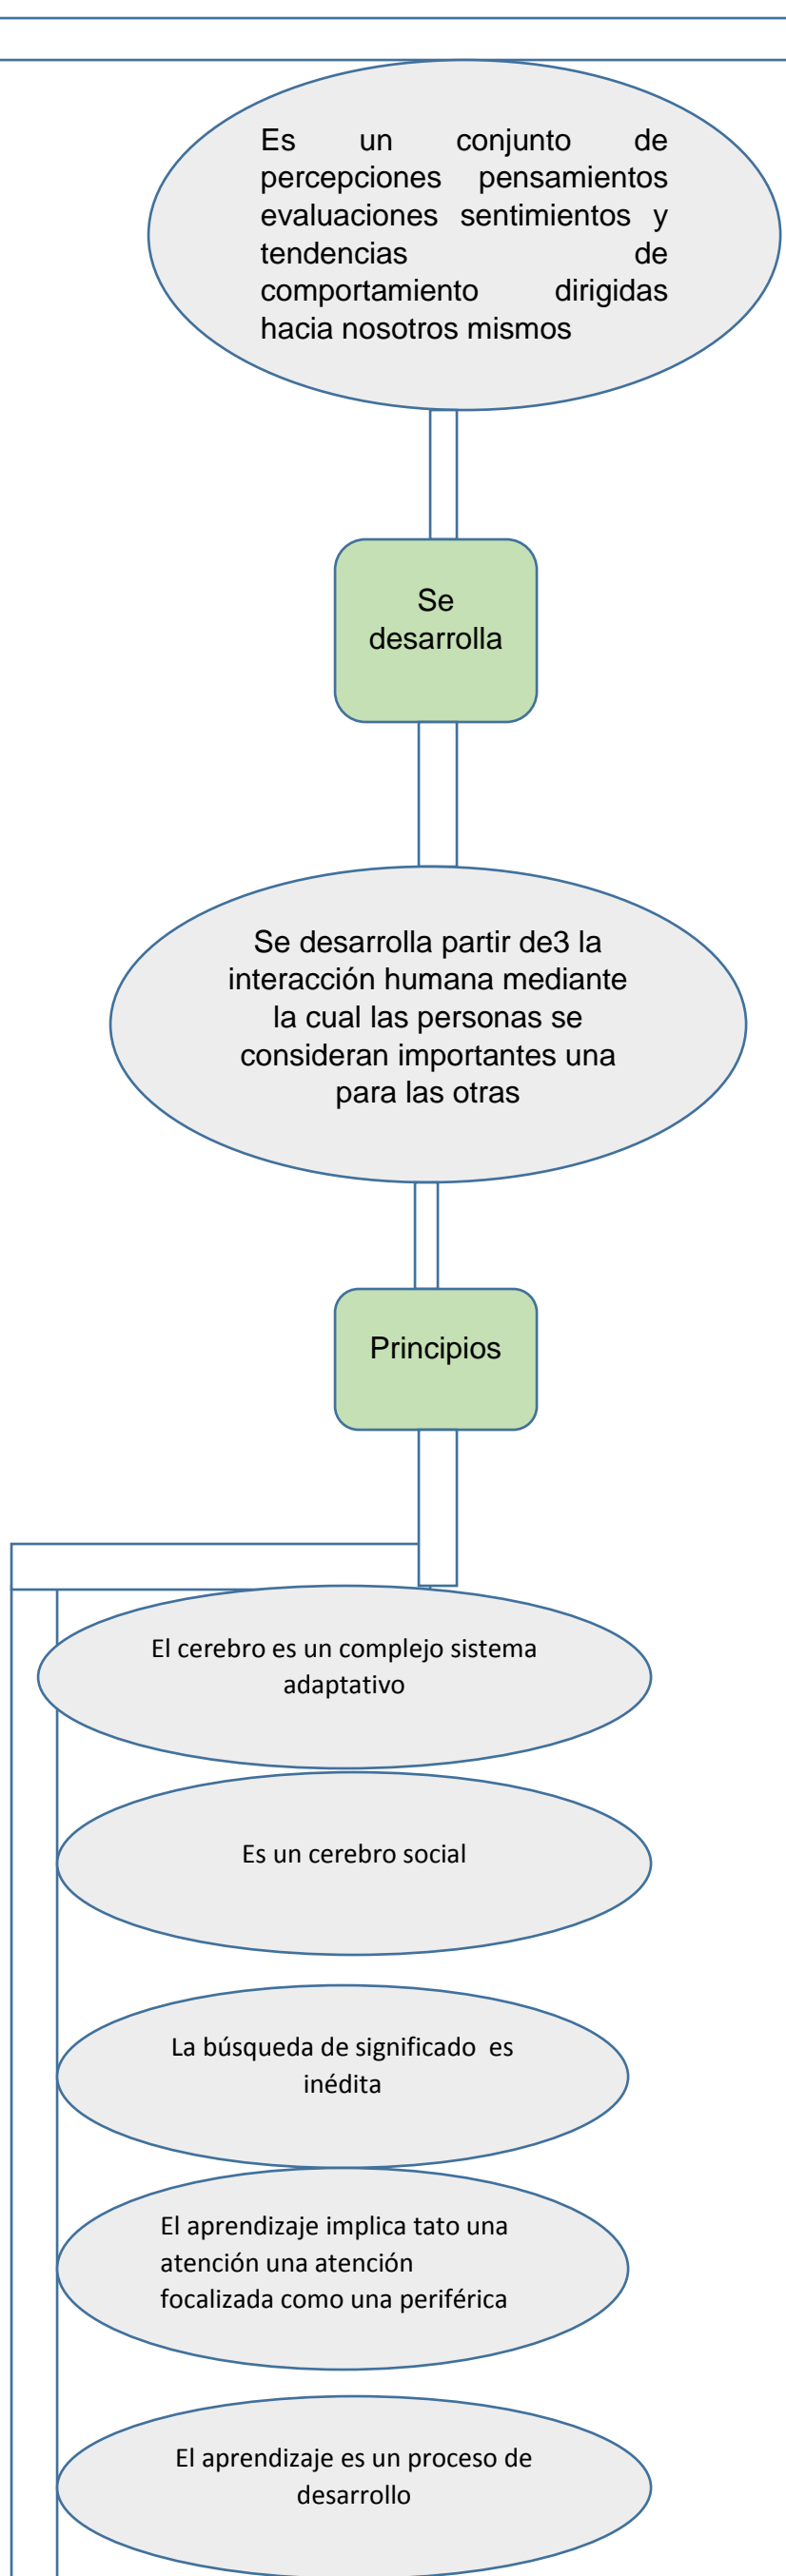 Es un conjunto de
percepciones pensamientos
evaluaciones sentimientos y
tendencias de
comportamiento dirigidas
hacia nosotros mismos
Se
desarrolla
Se desarrolla partir de3 la
interacción humana mediante
la cual las personas se
consideran importantes una
para las otras
Principios
El cerebro es un complejo sistema
adaptativo
Es un cerebro social
La búsqueda de significado es
inédita
El aprendizaje implica tato una
atención una atención
focalizada como una periférica
El aprendizaje es un proceso de
desarrollo